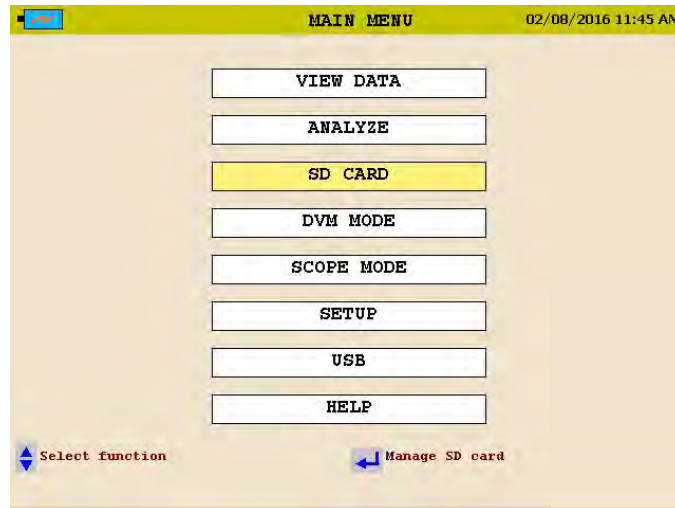 MAIN MENU 02/08/2016 11:45 AM
VIEW DATA
ANALYZE
SD CARD
DVM MODE
SCOPE MODE
SETUP
USB
HELP
Select function Manage SD card